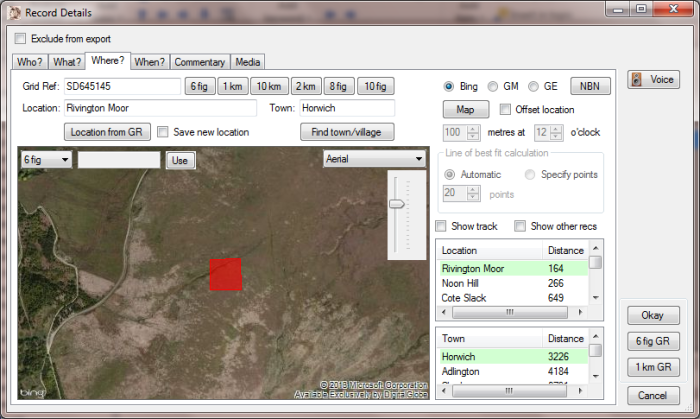 Record Details
Exclude from export
Who? What? Where? When? Commentary Media
Grid Ref: SD645145 6 fig 1 km 10 km 2 km 8 fig 10 fig
Bing GM GE NBN
Voice
Location: Rivington Moor Town: Horwich
Map Offset location
Location from GR Save new location Find town/village
100 metres at 12 o'clock
6 fig Use Aerial
Line of best fit calculation
Automatic Specify points
20 points
Show track Show other recs
Location Distance
Rivington Moor 164
Noon Hill 266
Cote Slack 649
Town Distance
Horwich 3226
Adlington 4184
Okay
6 fig GR
1 km GR
Cancel
bing
© 2013 Microsoft Corporation
Available Exclusively by DigitalGlobe